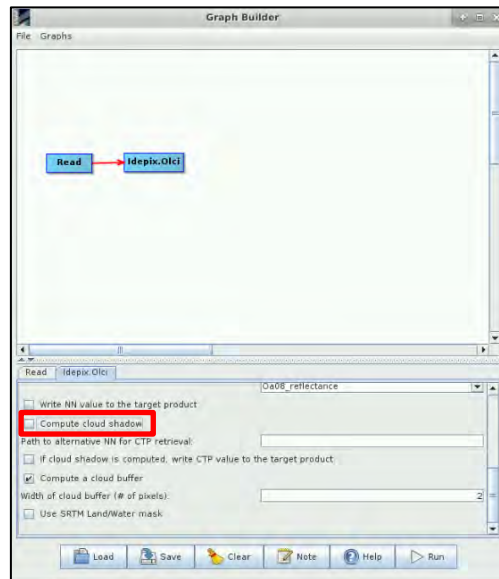 Graph Builder
File Graphs
Read Idepix.Olci
Read Idepix.Olci
Oa08_reflectance
Write NN value to the target product
Compute cloud shadow
Path to alternative NN for CTP retrieval:
If cloud shadow is computed, write CTP value to the target product
Compute a cloud buffer
Width of cloud buffer (# of pixels): 2
Use SRTM Land/Water mask
Load Save Clear Note Help Run